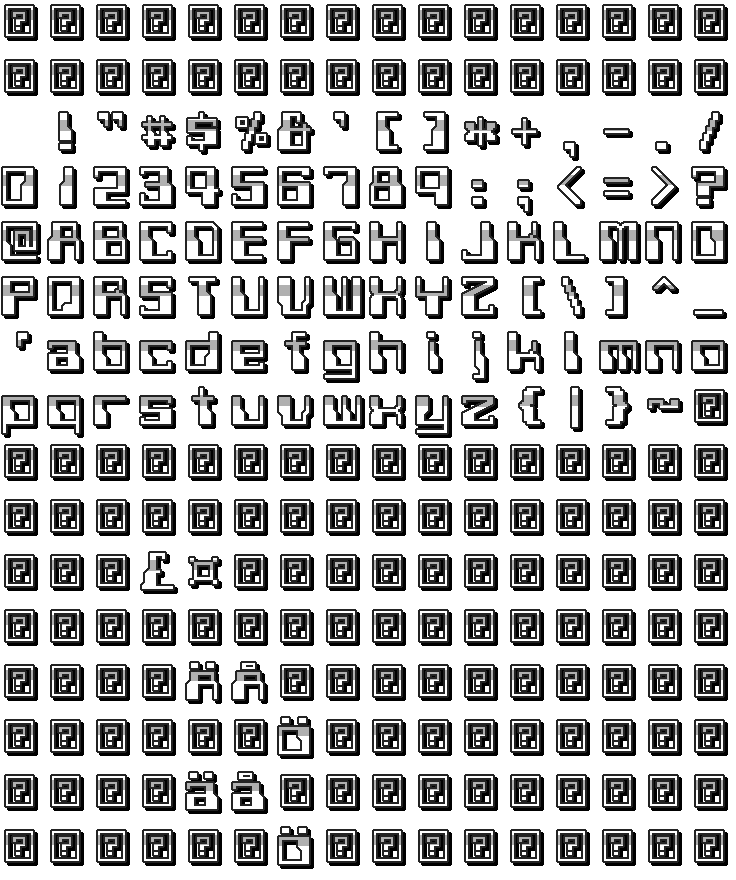 ! " # $ % & ' ( ) * + , - . /
0 1 2 3 4 5 6 7 8 9 : ; < = > ?
@ A B C D E F G H I J K L M N O
P Q R S T U V W X Y Z [ \ ] ^ _
` a b c d e f g h i j k l m n o
p q r s t u v w x y z { | } ~
£ ¤
Ä Å
Ö
ä å
ö